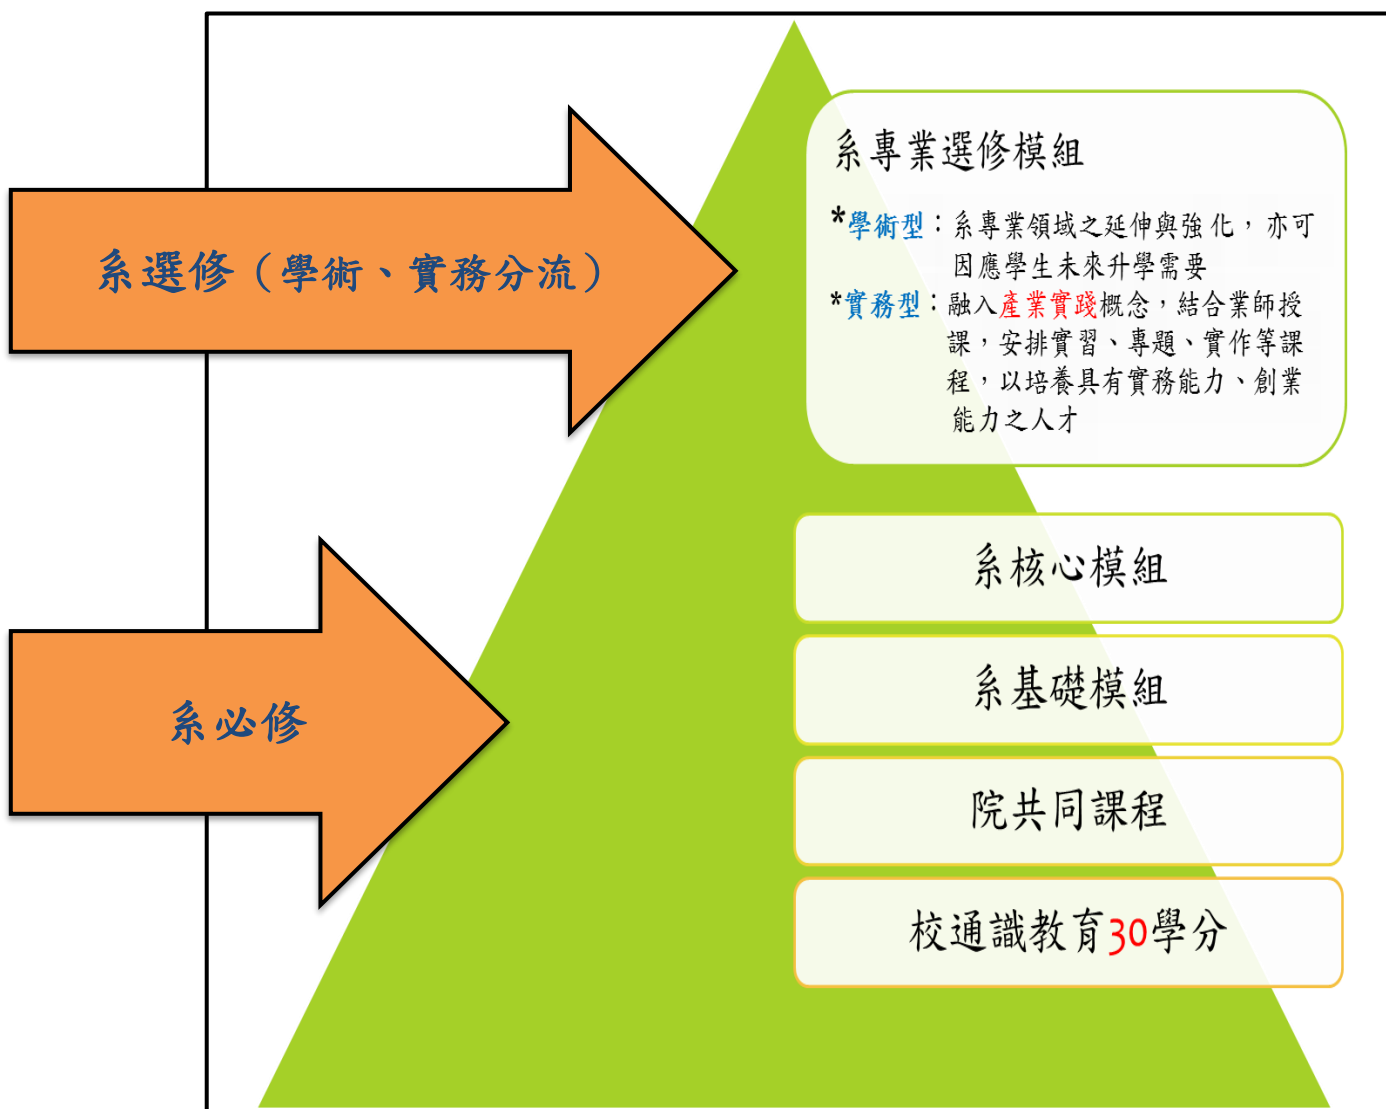 系專業選修模組
*學術型：系專業領域之延伸與強化，亦可
因應學生未來升學需要
*實務型：融入產業實踐概念，結合業師授
課，安排實習、專題、實作等課
程，以培養具有實務能力、創業
能力之人才
系選修（學術、實務分流）
系核心模組
系基礎模組
系必修
院共同課程
校通識教育30學分